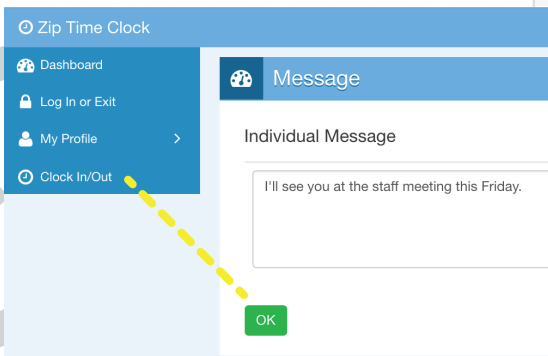 Zip Time Clock
Dashboard
Log In or Exit
My Profile
Clock In/Out
Message
Individual Message
I'll see you at the staff meeting this Friday.
OK